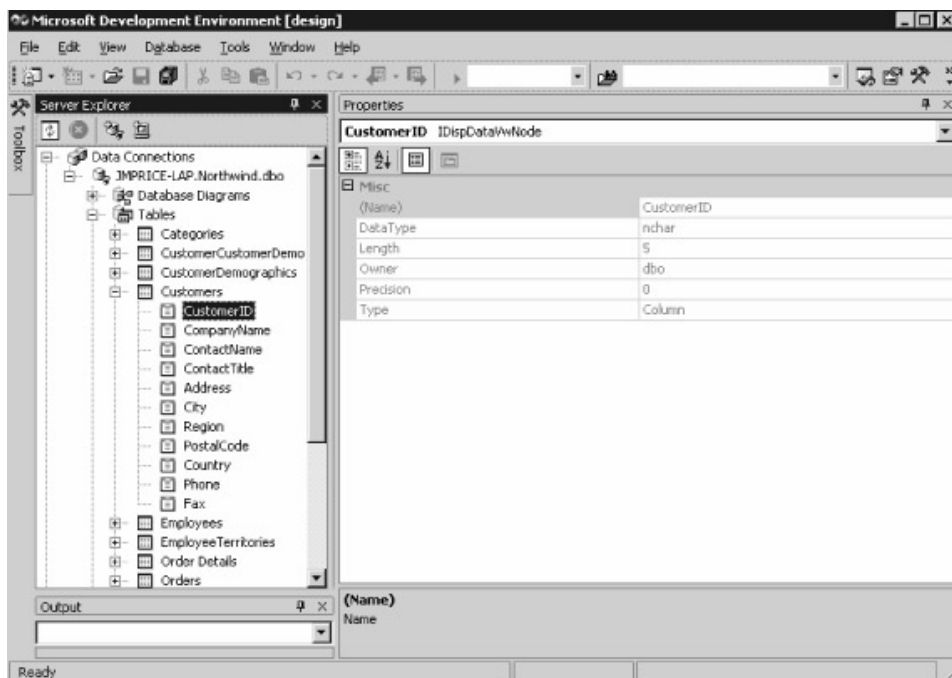 Microsoft Development Environment [design]
File Edit View Database Tools Window Help
Server Explorer
Toolbox
Data Connections
JMPRICE-LAP.Northwind.dbo
Database Diagrams
Tables
Categories
CustomerCustomerDemo
CustomerDemographics
Customers
CustomerID
CompanyName
ContactName
ContactTitle
Address
City
Region
PostalCode
Country
Phone
Fax
Employees
EmployeeTerritories
Order Details
Orders
Output
Properties
CustomerID IDispDataVwNode
Misc
(Name) CustomerID
DataType nchar
Length 5
Owner dbo
Precision 0
Type Column
(Name)
Name
Ready